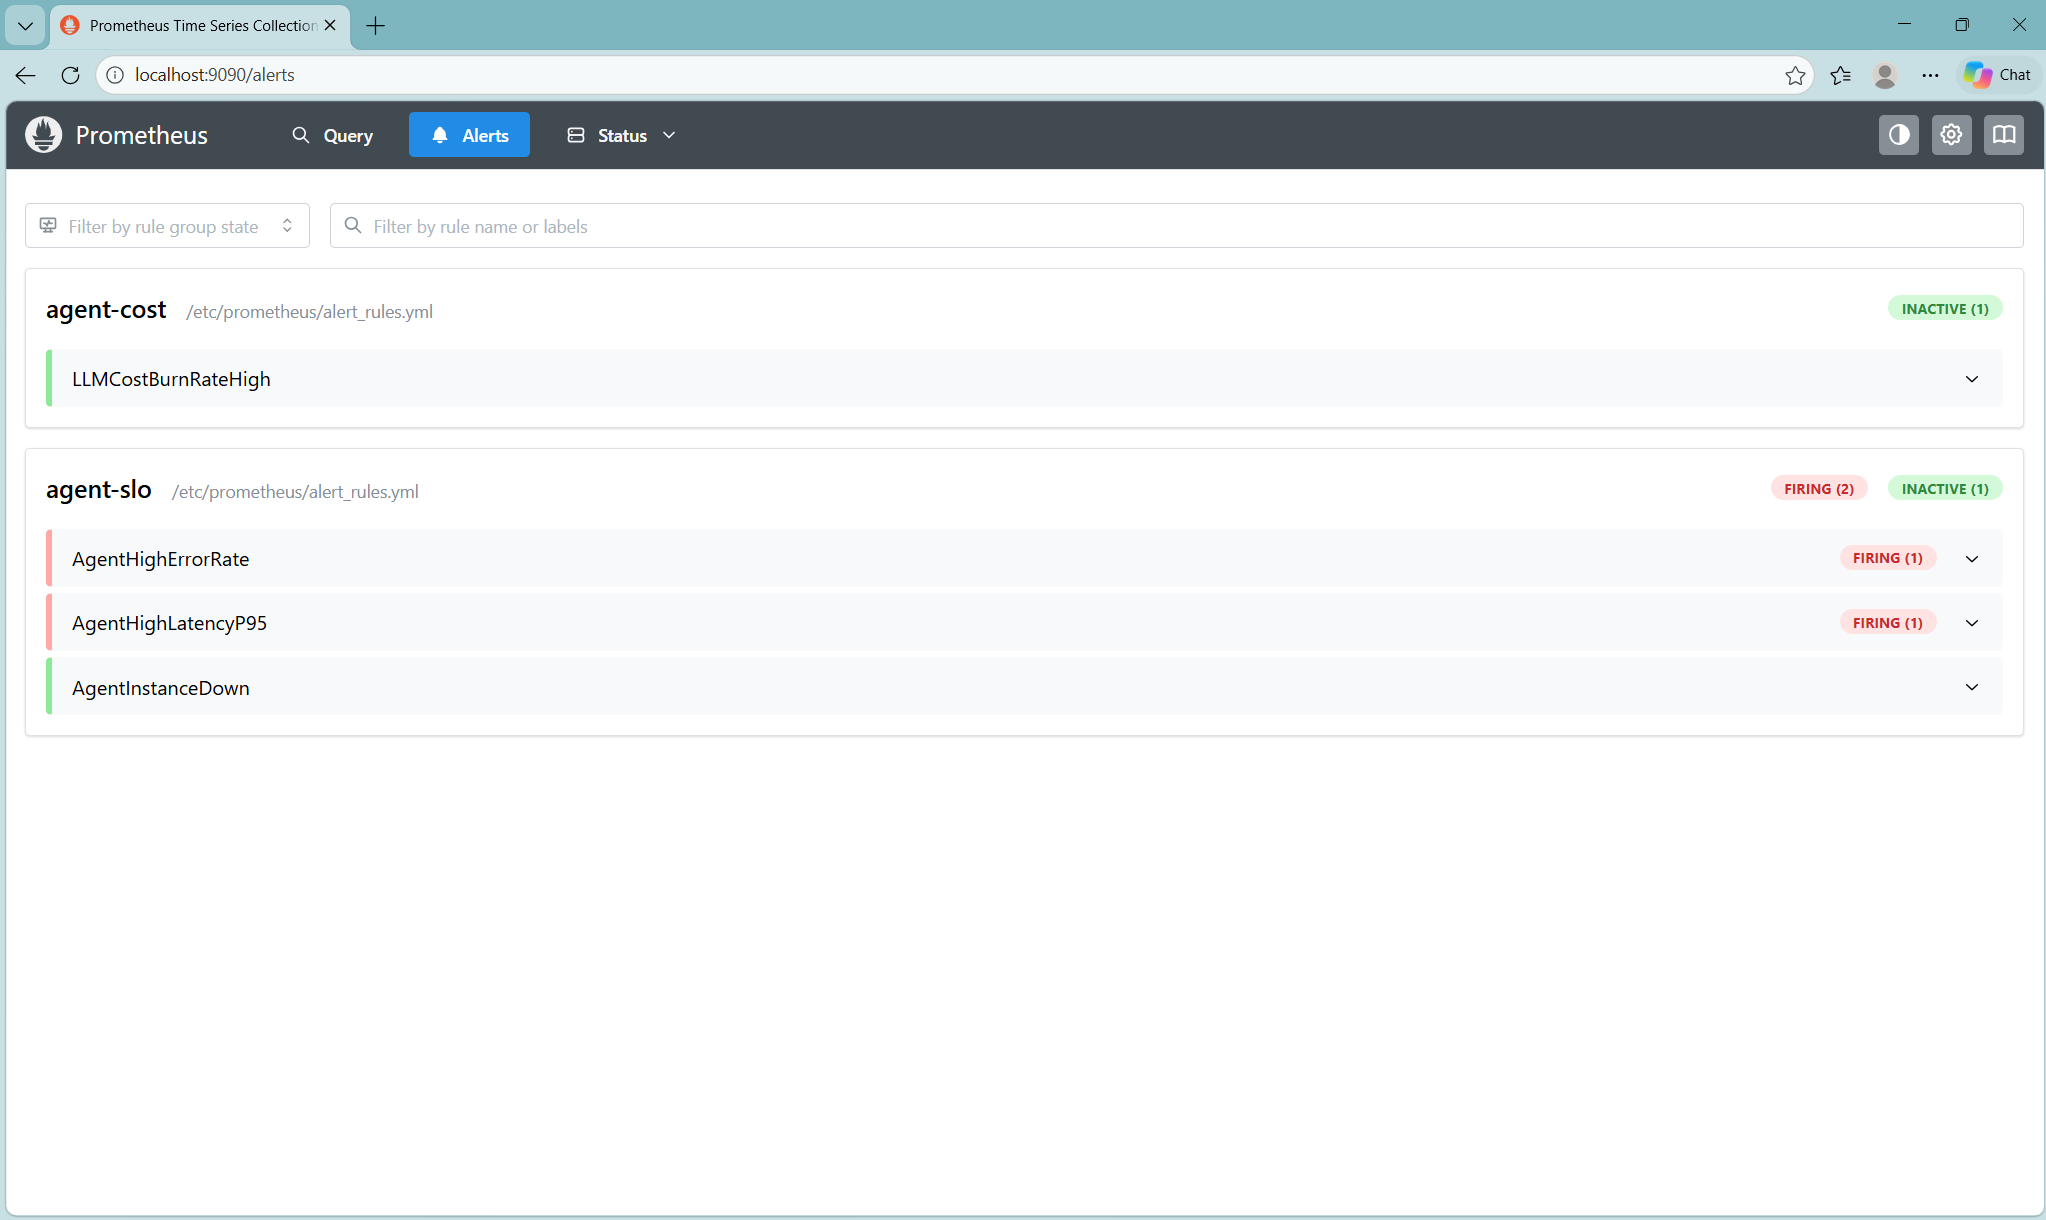 Prometheus Time Series Collection
localhost:9090/alerts
Chat
Prometheus Query Alerts Status
Filter by rule group state Filter by rule name or labels
agent-cost /etc/prometheus/alert_rules.yml INACTIVE (1)
LLMCostBurnRateHigh
agent-slo /etc/prometheus/alert_rules.yml FIRING (2) INACTIVE (1)
AgentHighErrorRate FIRING (1)
AgentHighLatencyP95 FIRING (1)
AgentInstanceDown